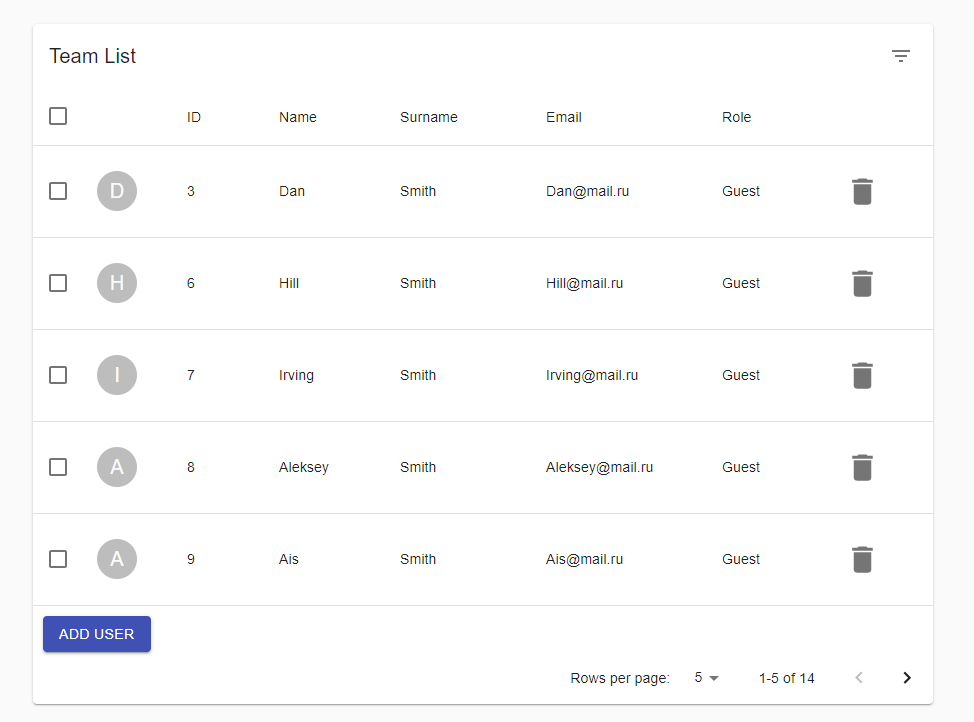 Team List
ID Name Surname Email Role
D 3 Dan Smith Dan@mail.ru Guest
H 6 Hill Smith Hill@mail.ru Guest
I 7 Irving Smith Irving@mail.ru Guest
A 8 Aleksey Smith Aleksey@mail.ru Guest
A 9 Ais Smith Ais@mail.ru Guest
ADD USER
Rows per page: 5 1-5 of 14